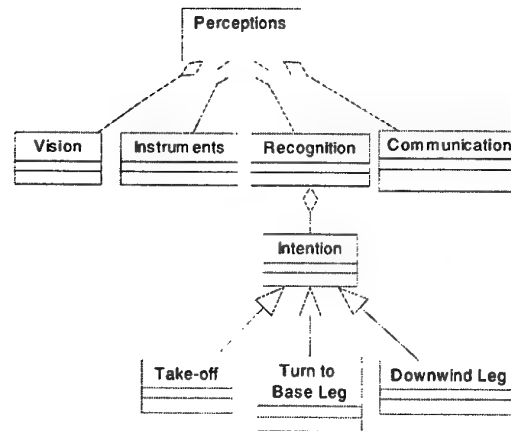 Perceptions
Vision
Instruments
Recognition
Communication
Intention
Take-off
Turn to
Base Leg
Downwind Leg